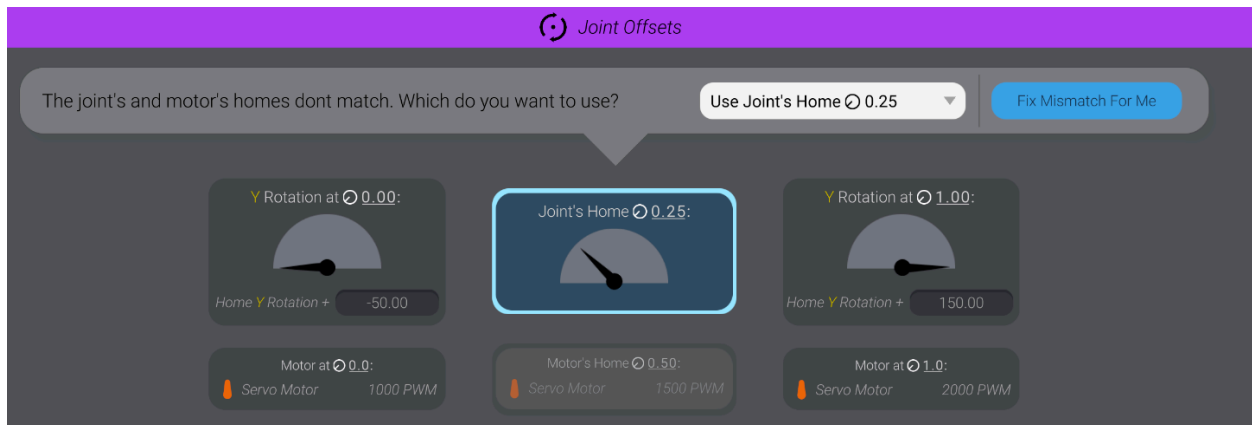 Joint Offsets
The joint's and motor's homes dont match. Which do you want to use?
Use Joint's Home 0.25
Fix Mismatch For Me
Y Rotation at 0.00:
Joint's Home 0.25:
Y Rotation at 1.00:
Home Y Rotation + -50.00
Home Y Rotation + 150.00
Motor at 0.0:
Servo Motor 1000 PWM
Motor's Home 0.50:
Servo Motor 1500 PWM
Motor at 1.0:
Servo Motor 2000 PWM